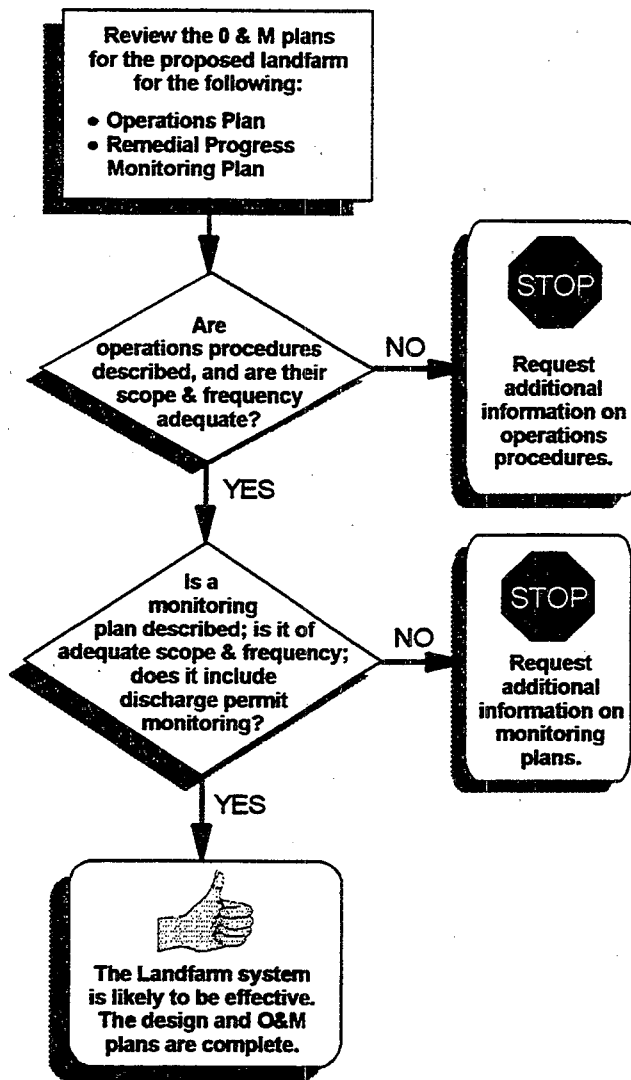 Review the 0 & M plans
for the proposed landfarm
for the following:
• Operations Plan
• Remedial Progress
Monitoring Plan
Are
operations procedures
described, and are their
scope & frequency
adequate?
NO
STOP
Request
additional
information on
operations
procedures.
YES
Is a
monitoring
plan described; is it of
adequate scope & frequency;
does it include
discharge permit
monitoring?
NO
STOP
Request
additional
information on
monitoring
plans.
YES
The Landfarm system
is likely to be effective.
The design and O&M
plans are complete.